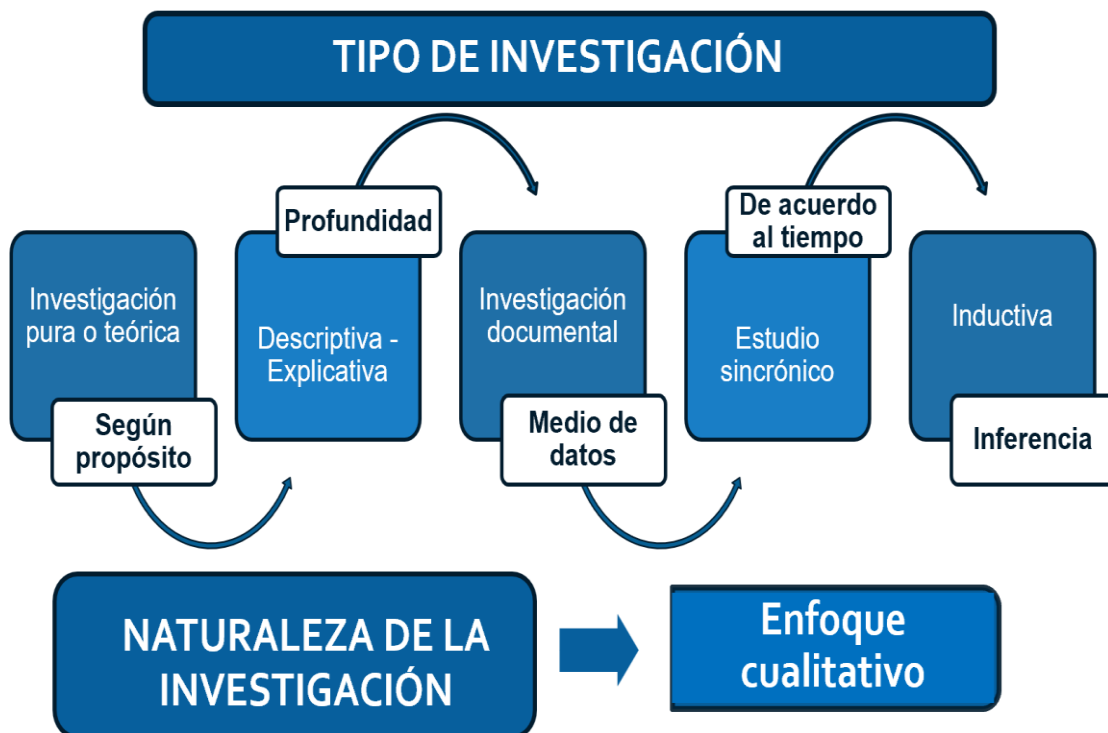 TIPO DE INVESTIGACIÓN
Investigación
pura o teórica
Según
propósito
Profundidad
Descriptiva -
Explicativa
Investigación
documental
Medio de
datos
De acuerdo
al tiempo
Estudio
sincrónico
Inductiva
Inferencia
NATURALEZA DE LA
INVESTIGACIÓN
Enfoque
cualitativo